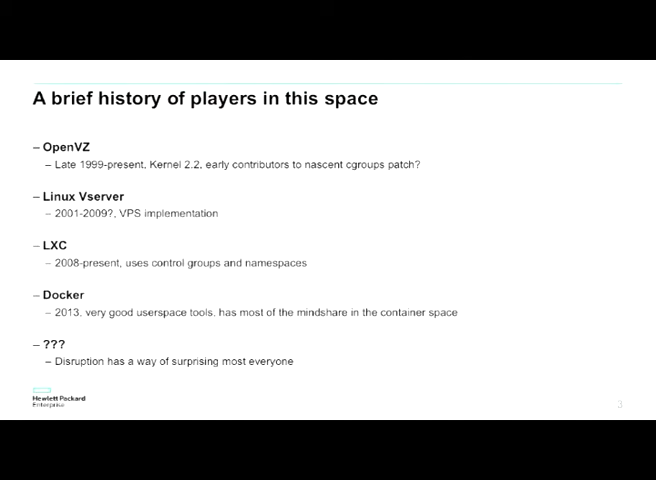 A brief history of players in this space
– OpenVZ
– Late 1999-present, Kernel 2.2, early contributors to nascent cgroups patch?
– Linux Vserver
– 2001-2009?, VPS implementation
– LXC
– 2008-present, uses control groups and namespaces
– Docker
– 2013, very good userspace tools, has most of the mindshare in the container space
– ???
– Disruption has a way of surprising most everyone
Hewlett Packard
Enterprise
3